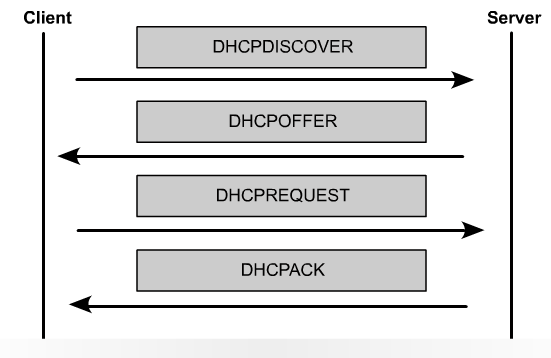 Client
Server
DHCPDISCOVER
DHCPOFFER
DHCPREQUEST
DHCPACK